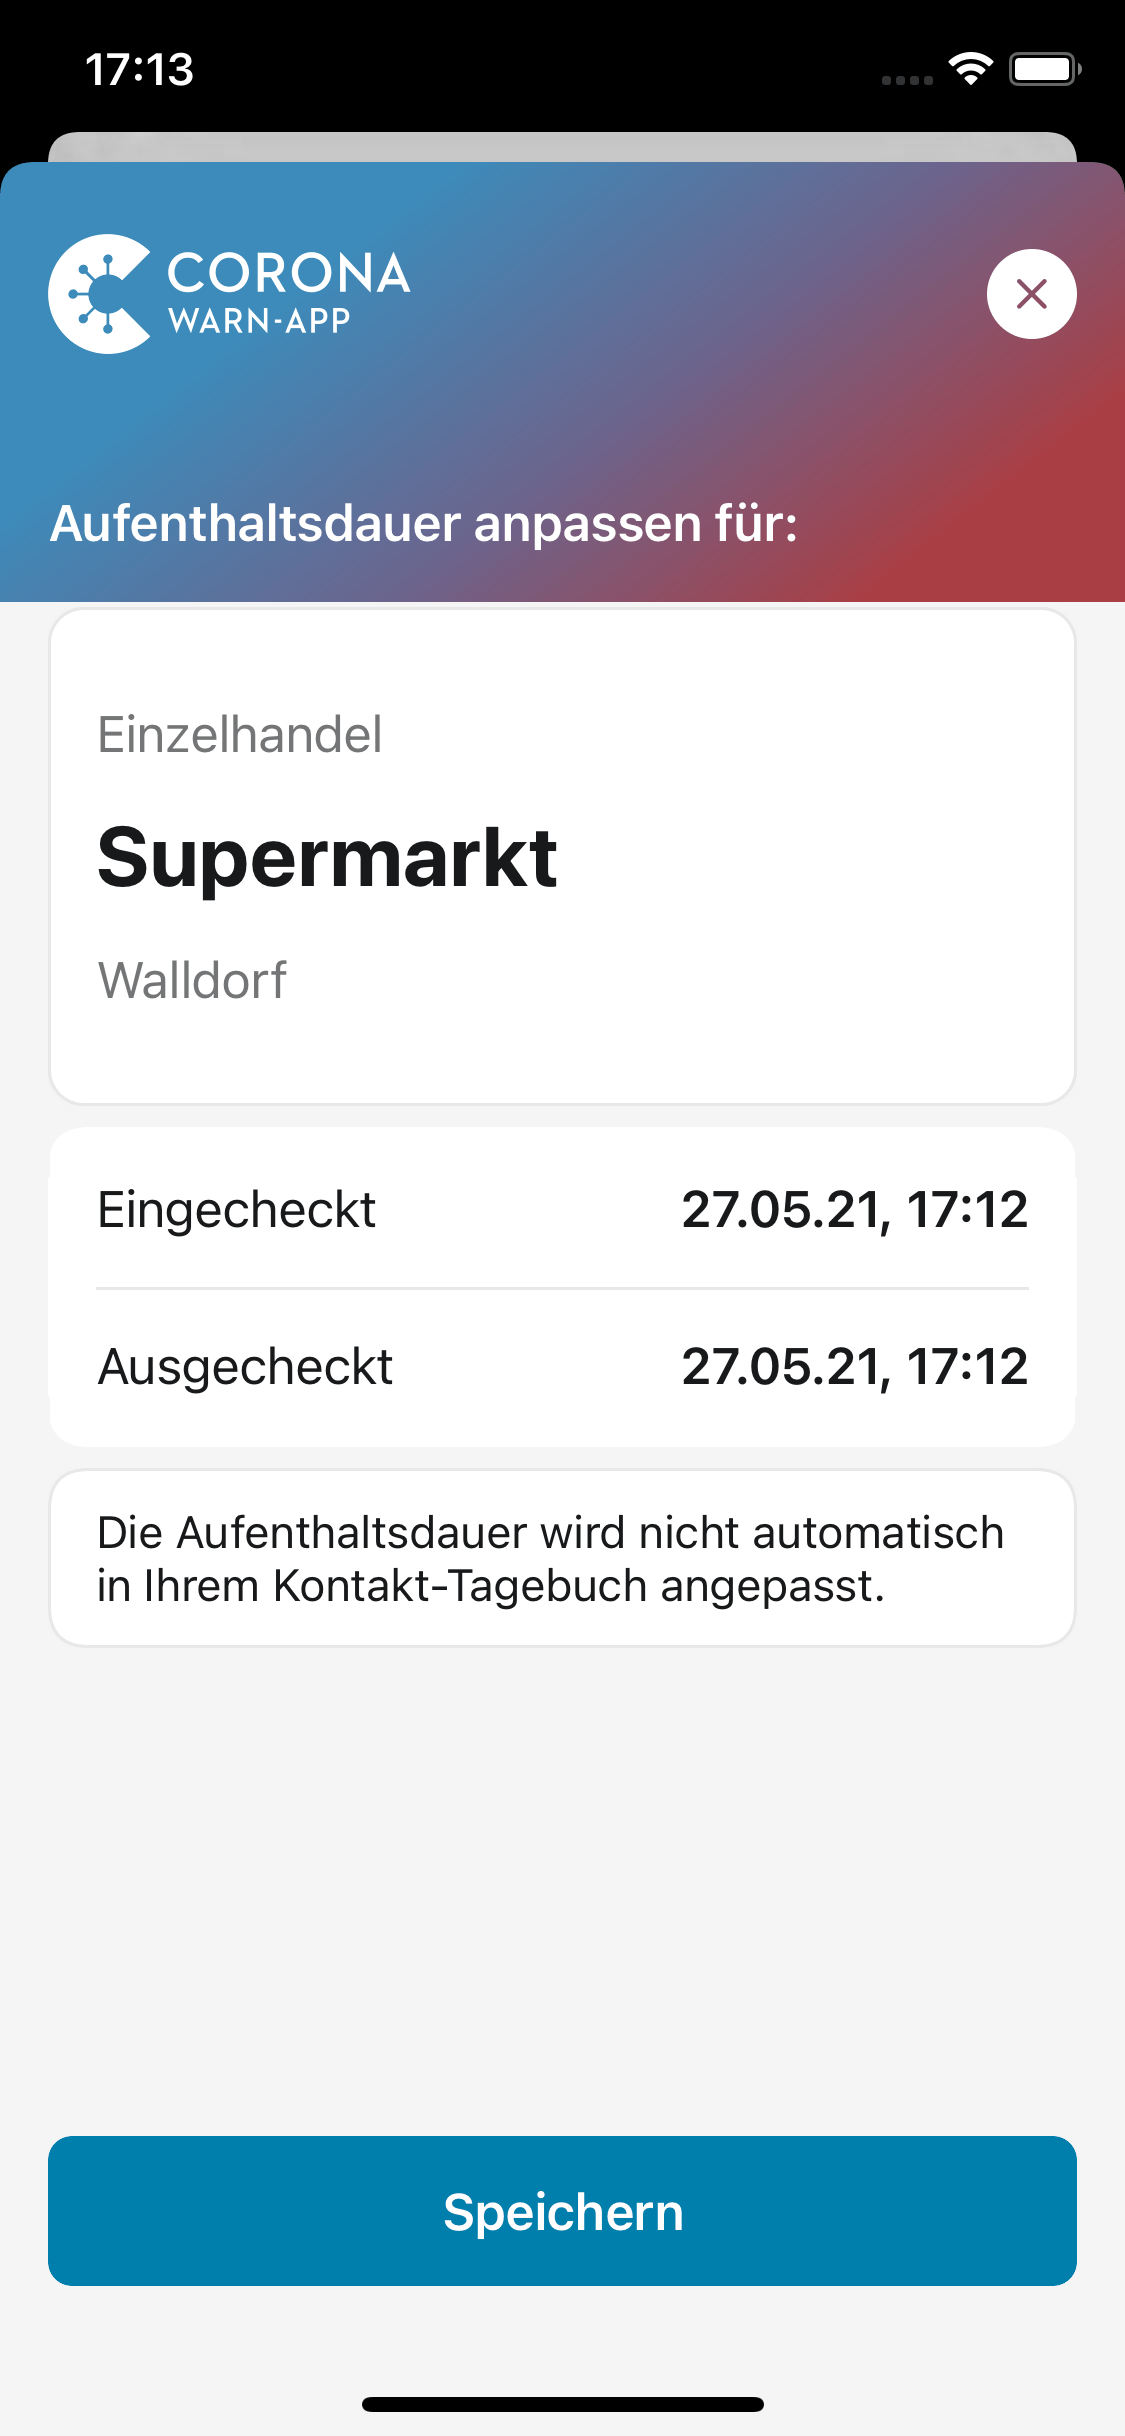 17:13
CORONA
WARN-APP
Aufenthaltsdauer anpassen für:
Einzelhandel
Supermarkt
Walldorf
Eingecheckt 27.05.21, 17:12
Ausgecheckt 27.05.21, 17:12
Die Aufenthaltsdauer wird nicht automatisch
in Ihrem Kontakt-Tagebuch angepasst.
Speichern